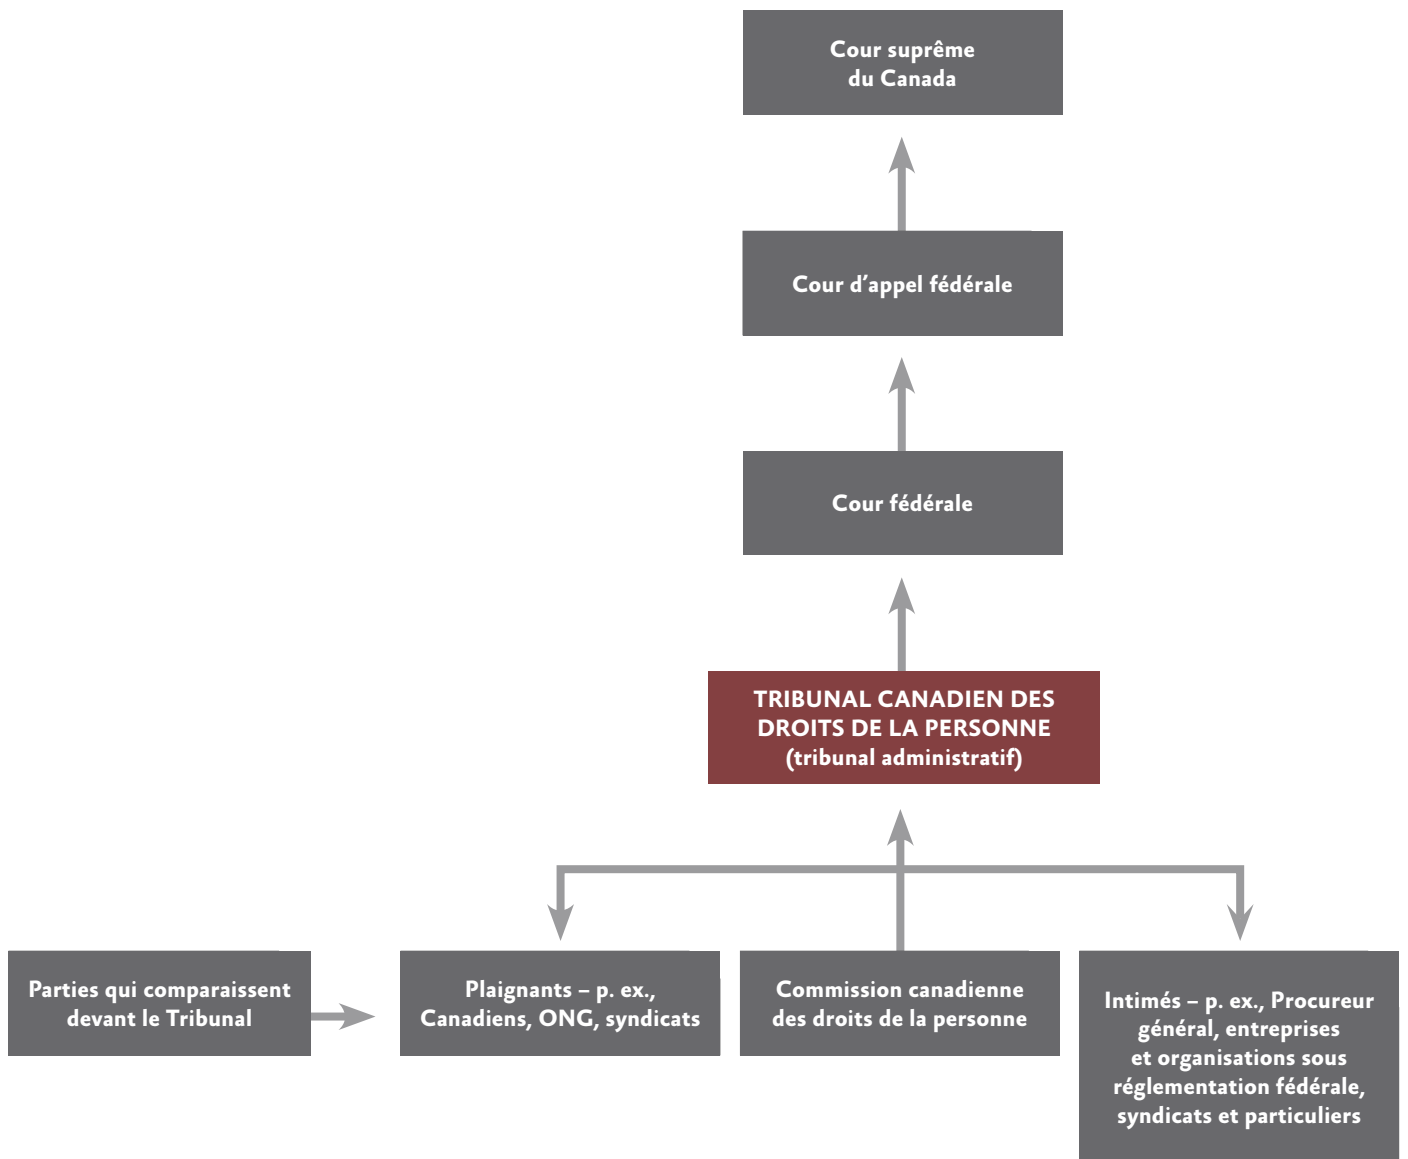 Cour suprême
du Canada
Cour d’appel fédérale
Cour fédérale
TRIBUNAL CANADIEN DES
DROITS DE LA PERSONNE
(tribunal administratif)
Parties qui comparaissent
devant le Tribunal
Plaignants – p. ex.,
Canadiens, ONG, syndicats
Commission canadienne
des droits de la personne
Intimés – p. ex., Procureur
général, entreprises
et organisations sous
réglementation fédérale,
syndicats et particuliers